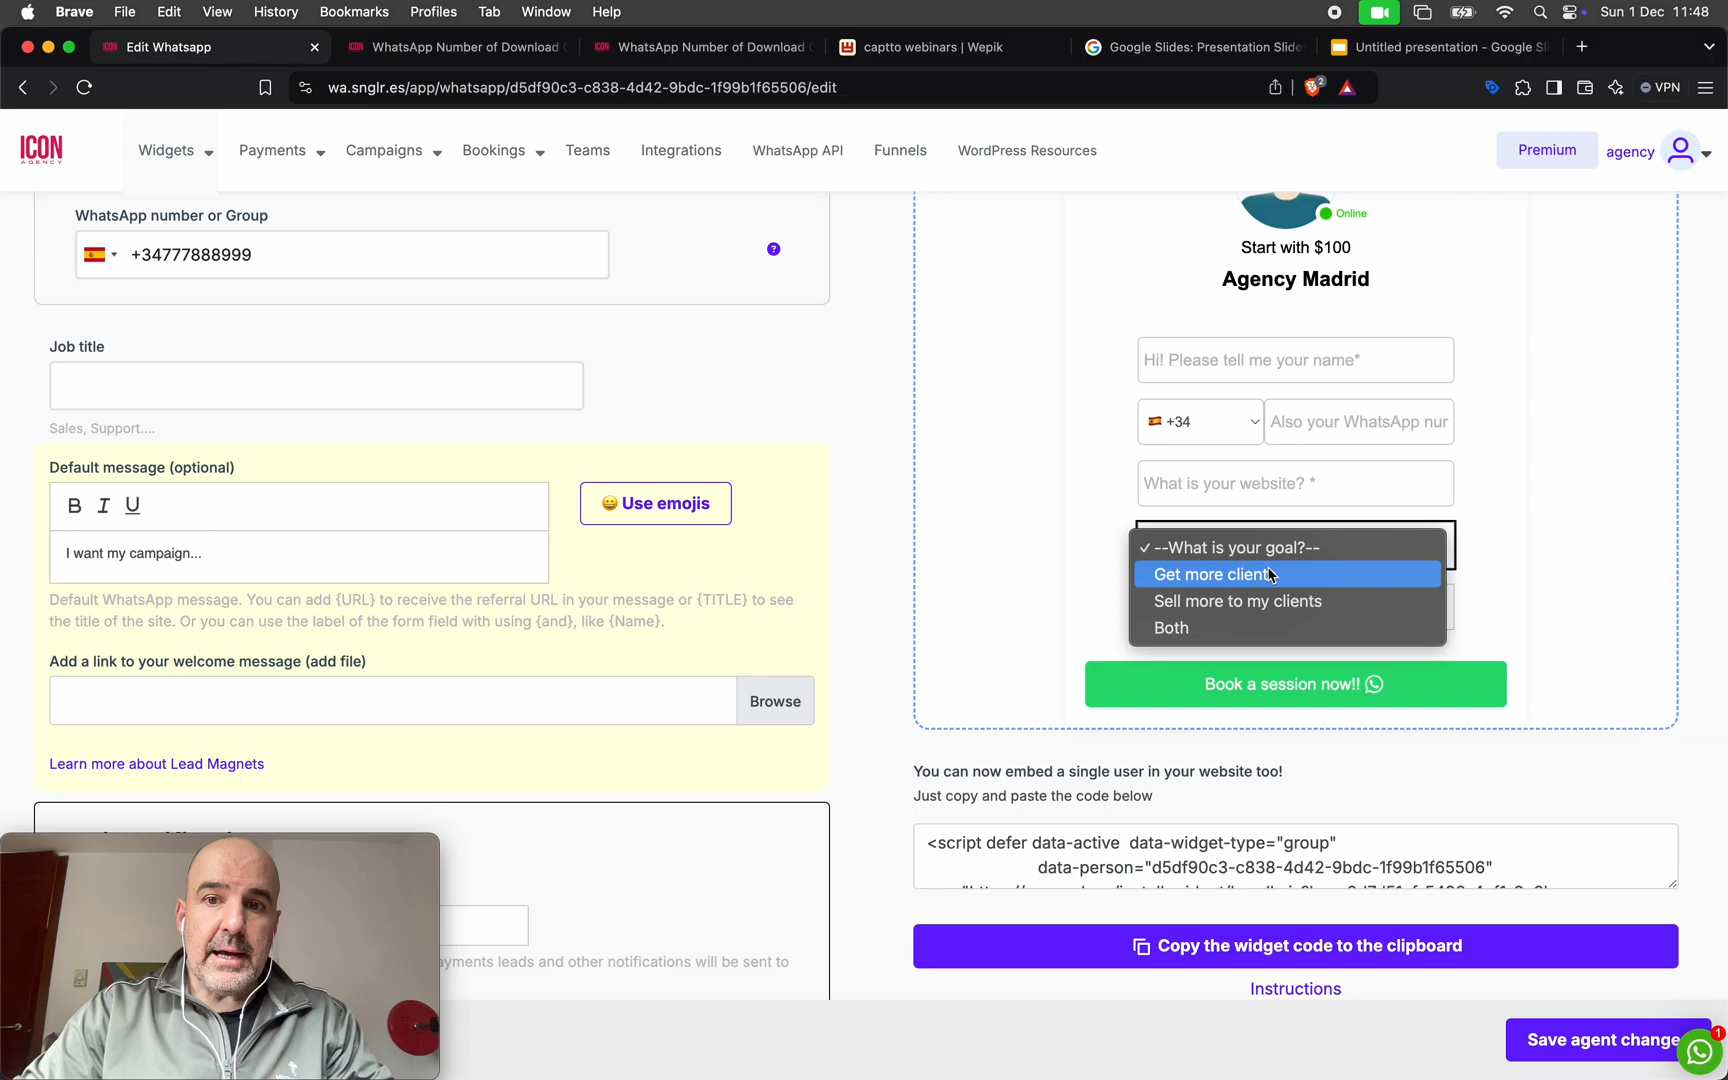 Brave File Edit View History Bookmarks Profiles Tab Window Help Sun 1 Dec 11:48
ICON Edit Whatsapp
ICON WhatsApp Number of Download
ICON WhatsApp Number of Download
captto webinars | Wepik
Google Slides: Presentation Slide
Untitled presentation - Google Sl
wa.snglr.es/app/whatsapp/d5df90c3-c838-4d42-9bdc-1f99b1f65506/edit
2
VPN
ICON
AGENCY
Widgets Payments Campaigns Bookings Teams Integrations WhatsApp API Funnels WordPress Resources
Premium
agency
WhatsApp number or Group
+34777888999
?
Job title
Sales, Support....
Default message (optional)
B I U
😀 Use emojis
I want my campaign...
Default WhatsApp message. You can add {URL} to receive the referral URL in your message or {TITLE} to see
the title of the site. Or you can use the label of the form field with using {and}, like {Name}.
Add a link to your welcome message (add file)
Browse
Learn more about Lead Magnets
ayments leads and other notifications will be sent to
Online
Start with $100
Agency Madrid
Hi! Please tell me your name*
+34
Also your WhatsApp nur
What is your website? *
✓ --What is your goal?--
Get more client
Sell more to my clients
Both
Book a session now!!
You can now embed a single user in your website too!
Just copy and paste the code below
<script defer data-active data-widget-type="group"
data-person="d5df90c3-c838-4d42-9bdc-1f99b1f65506"
Copy the widget code to the clipboard
Instructions
Save agent change
1